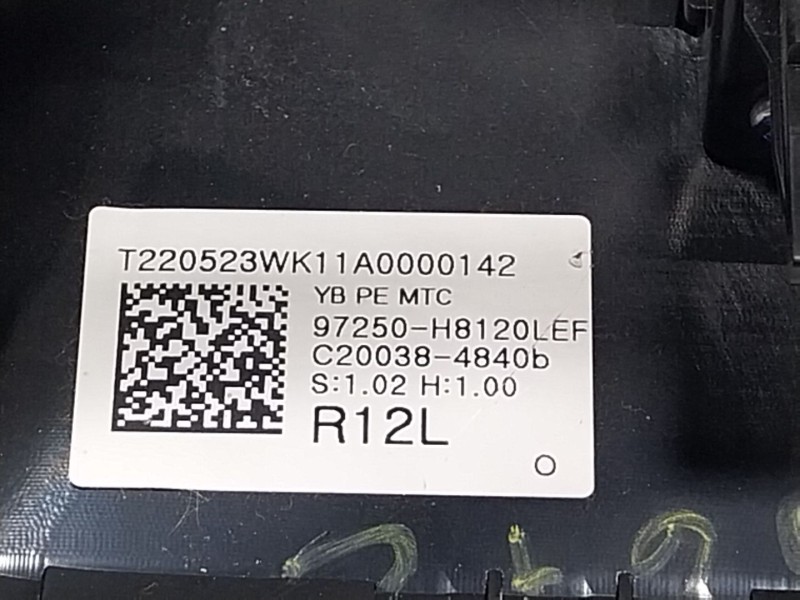 T220523WK11A0000142
YB PE MTC
97250-H8120LEF
C20038-4840b
S:1.02 H:1.00
R12L